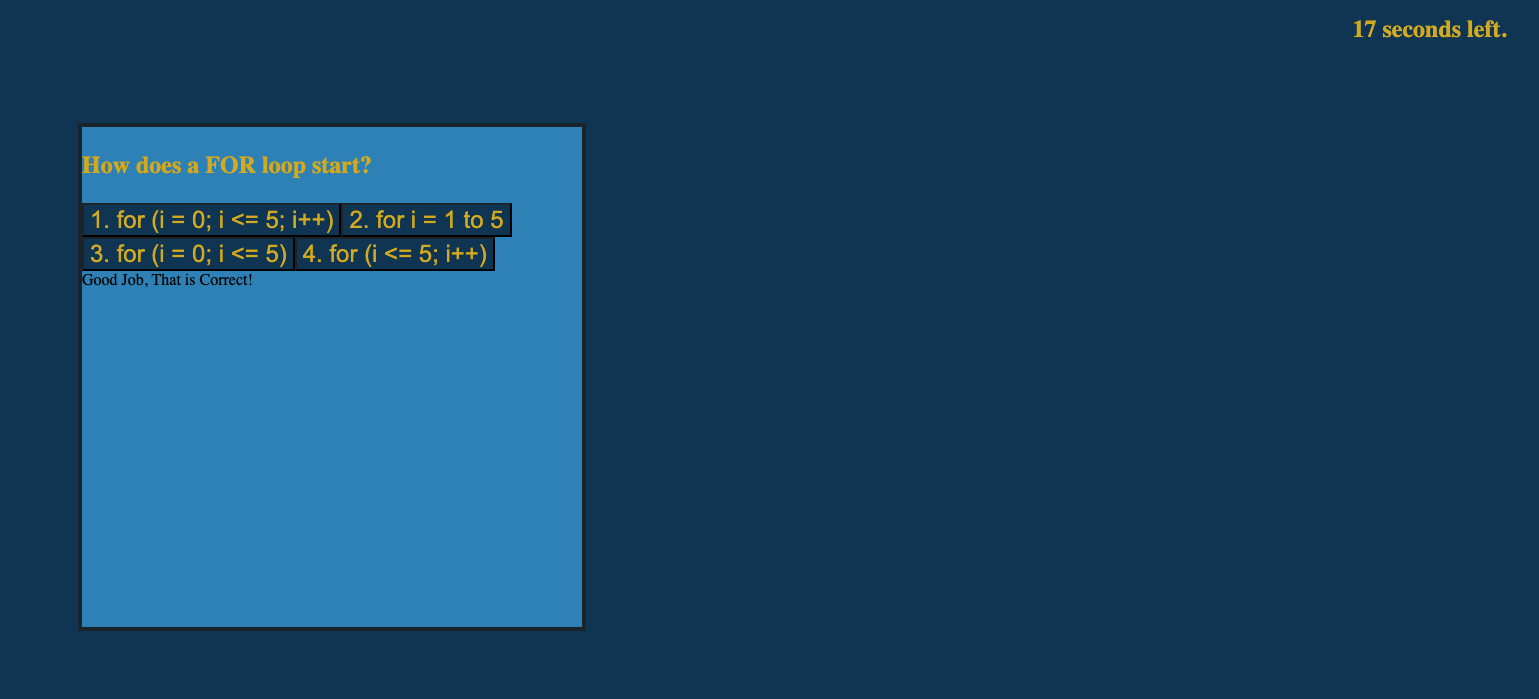 17 seconds left.
How does a FOR loop start?
1. for (i = 0; i <= 5; i++) 2. for i = 1 to 5
3. for (i = 0; i <= 5) 4. for (i <= 5; i++)
Good Job, That is Correct!